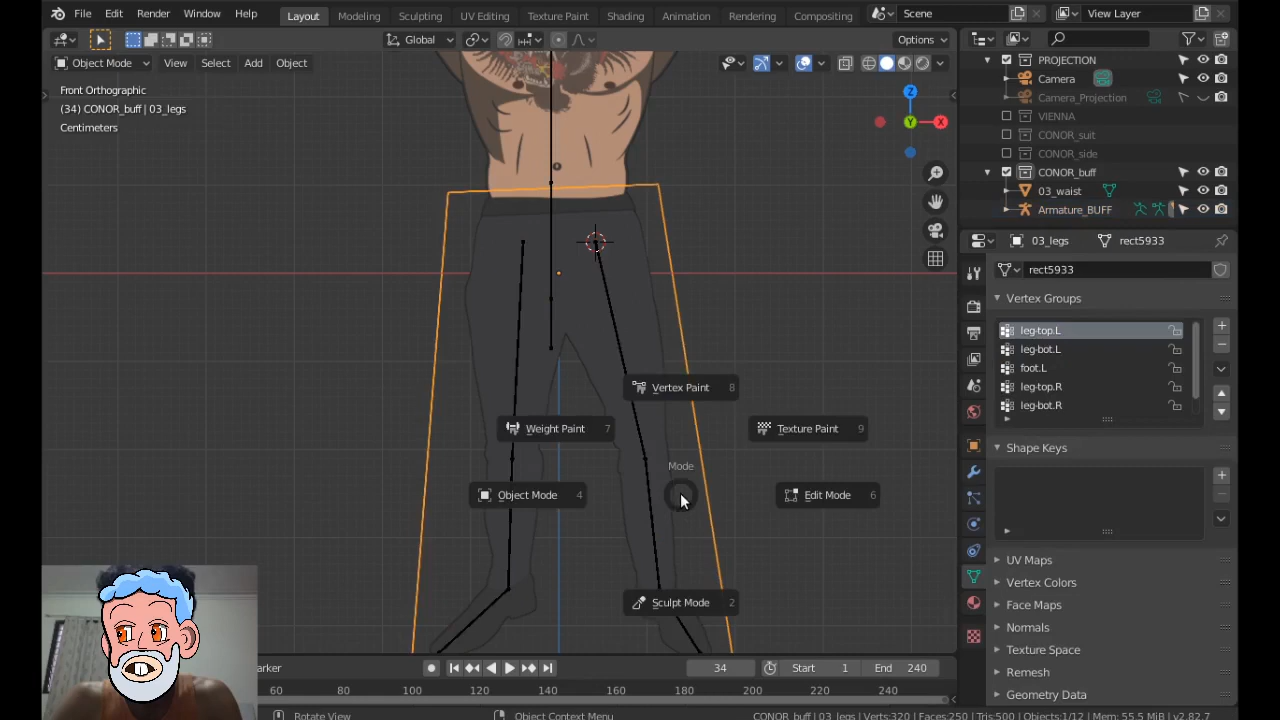 File Edit Render Window Help Layout Modeling Sculpting UV Editing Texture Paint Shading Animation Rendering Compositing Scene View Layer
Global Options
Object Mode View Select Add Object
Front Orthographic
(34) CONOR_buff | 03_legs
Centimeters
Z
Y
X
Vertex Paint 8
Weight Paint 7
Texture Paint 9
Mode
Object Mode 4
Edit Mode 6
Sculpt Mode 2
PROJECTION
Camera
Camera_Projection
VIENNA
CONOR_suit
CONOR_side
CONOR_buff
03_waist
Armature_BUFF
03_legs rect5933
rect5933
Vertex Groups
leg-top.L
leg-bot.L
foot.L
leg-top.R
leg-bot.R
Shape Keys
UV Maps
Vertex Colors
Face Maps
Normals
Texture Space
Remesh
Geometry Data
arker 34 Start 1 End 240
60 80 100 120 140 160 180 200 220 240
Rotate View Object Context Menu CONOR_buff | 03_legs | Verts:320 | Faces:250 | Tris:500 | Objects:1/12 | Mem: 55.5 MiB | v2.82.7